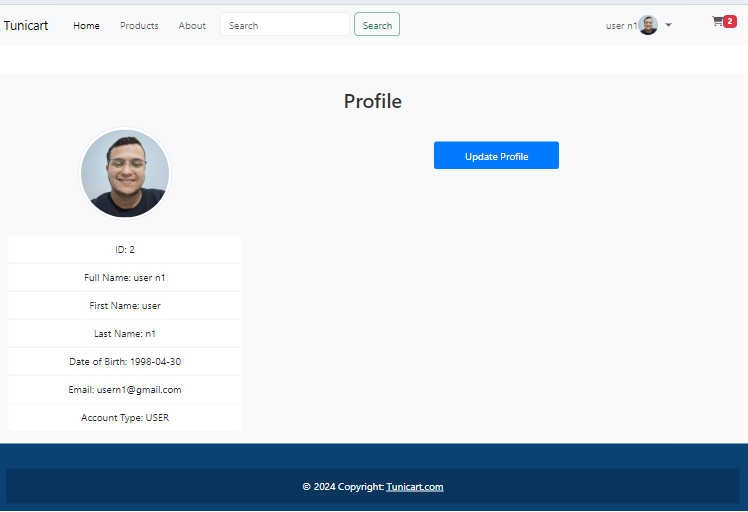 Tunicart Home Products About Search Search user n1 2
Profile
Update Profile
ID: 2
Full Name: user n1
First Name: user
Last Name: n1
Date of Birth: 1998-04-30
Email: usern1@gmail.com
Account Type: USER
© 2024 Copyright: Tunicart.com